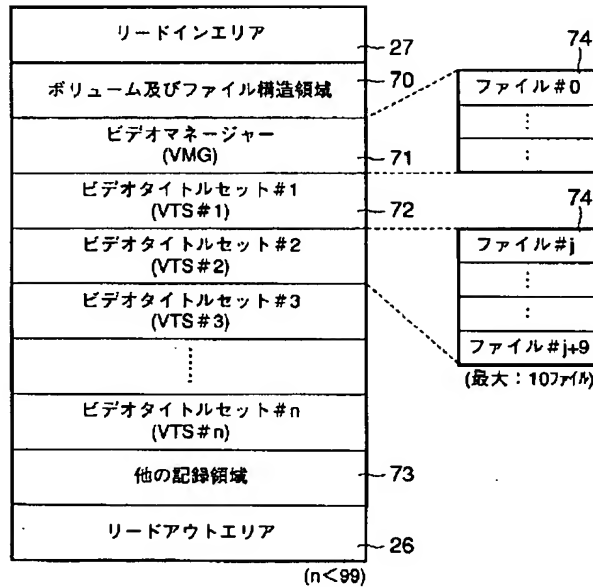 リードインエリア
27
ボリューム及びファイル構造領域
70
ビデオマネージャー
(VMG)
71
ビデオタイトルセット#1
(VTS#1)
72
ビデオタイトルセット#2
(VTS#2)
ビデオタイトルセット#3
(VTS#3)
ビデオタイトルセット#n
(VTS#n)
他の記録領域
73
リードアウトエリア
26
(n<99)
74
ファイル#0
74
ファイル#j
ファイル#j+9
(最大：10ファイル)